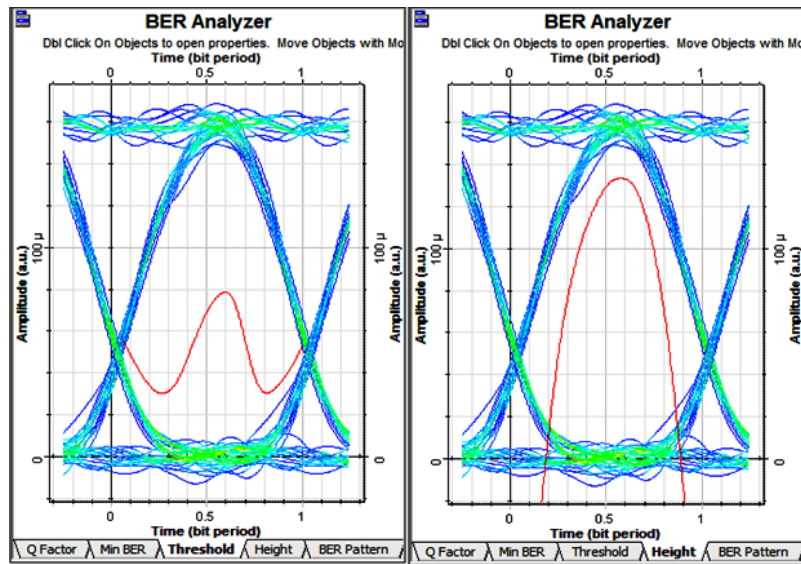 BER Analyzer
Dbl Click On Objects to open properties. Move Objects with Mo
Time (bit period)
0 0.5 1
Amplitude (a.u.)
100 µ
0
100 µ
0
Amplitude (a.u.)
0 0.5 1
Time (bit period)
Q Factor Min BER Threshold Height BER Pattern
BER Analyzer
Dbl Click On Objects to open properties. Move Objects with Mo
Time (bit period)
0 0.5 1
100 µ
0
Amplitude (a.u.)
0 0.5 1
Time (bit period)
Q Factor Min BER Threshold Height BER Pattern